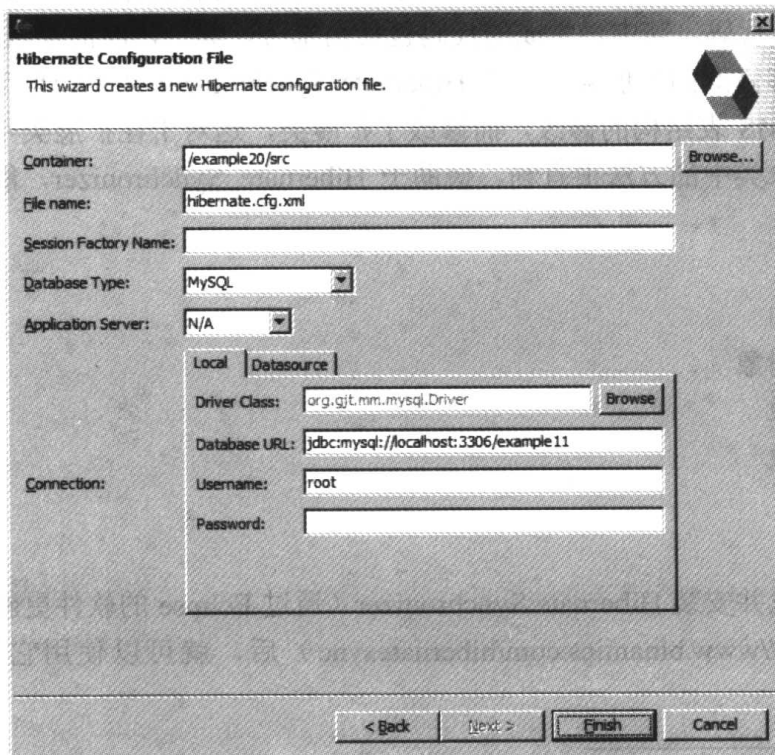 Hibernate Configuration File
This wizard creates a new Hibernate configuration file.
Container: /example20/src Browse...
File name: hibernate.cfg.xml
Session Factory Name:
Database Type: MySQL
Application Server: N/A
Local Datasource
Driver Class: org.gjt.mm.mysql.Driver Browse
Database URL: jdbc:mysql://localhost:3306/example11
Connection: Username: root
Password:
< Back Next > Finish Cancel